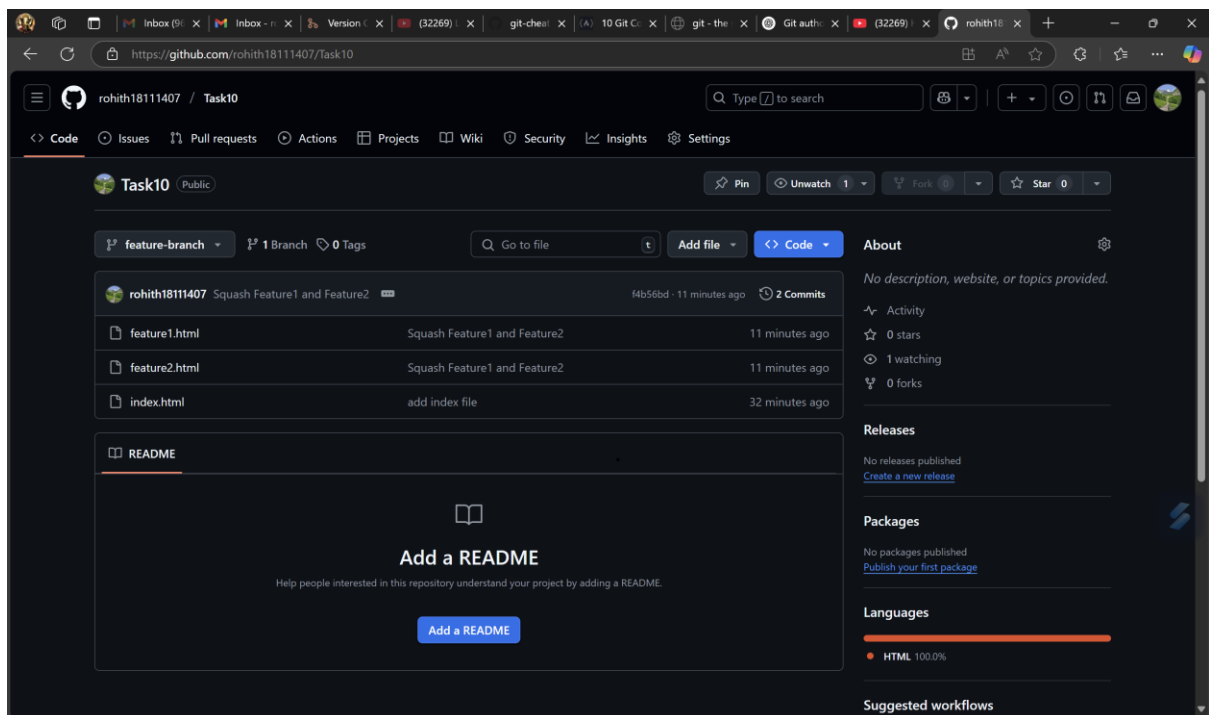 Inbox (9
Inbox - r
Version C
(32269) L
git-cheat
10 Git Co
git - the
Git autho
(32269)
rohith18
https://github.com/rohith18111407/Task10
rohith18111407 / Task10
Type / to search
Code Issues Pull requests Actions Projects Wiki Security Insights Settings
Task10 Public
Pin Unwatch 1 Fork 0 Star 0
feature-branch 1 Branch 0 Tags Go to file t Add file Code
rohith18111407 Squash Feature1 and Feature2 f4b56bd · 11 minutes ago 2 Commits
feature1.html Squash Feature1 and Feature2 11 minutes ago
feature2.html Squash Feature1 and Feature2 11 minutes ago
index.html add index file 32 minutes ago
README
Add a README
Help people interested in this repository understand your project by adding a README.
Add a README
About
No description, website, or topics provided.
Activity
0 stars
1 watching
0 forks
Releases
No releases published
Create a new release
Packages
No packages published
Publish your first package
Languages
HTML 100.0%
Suggested workflows